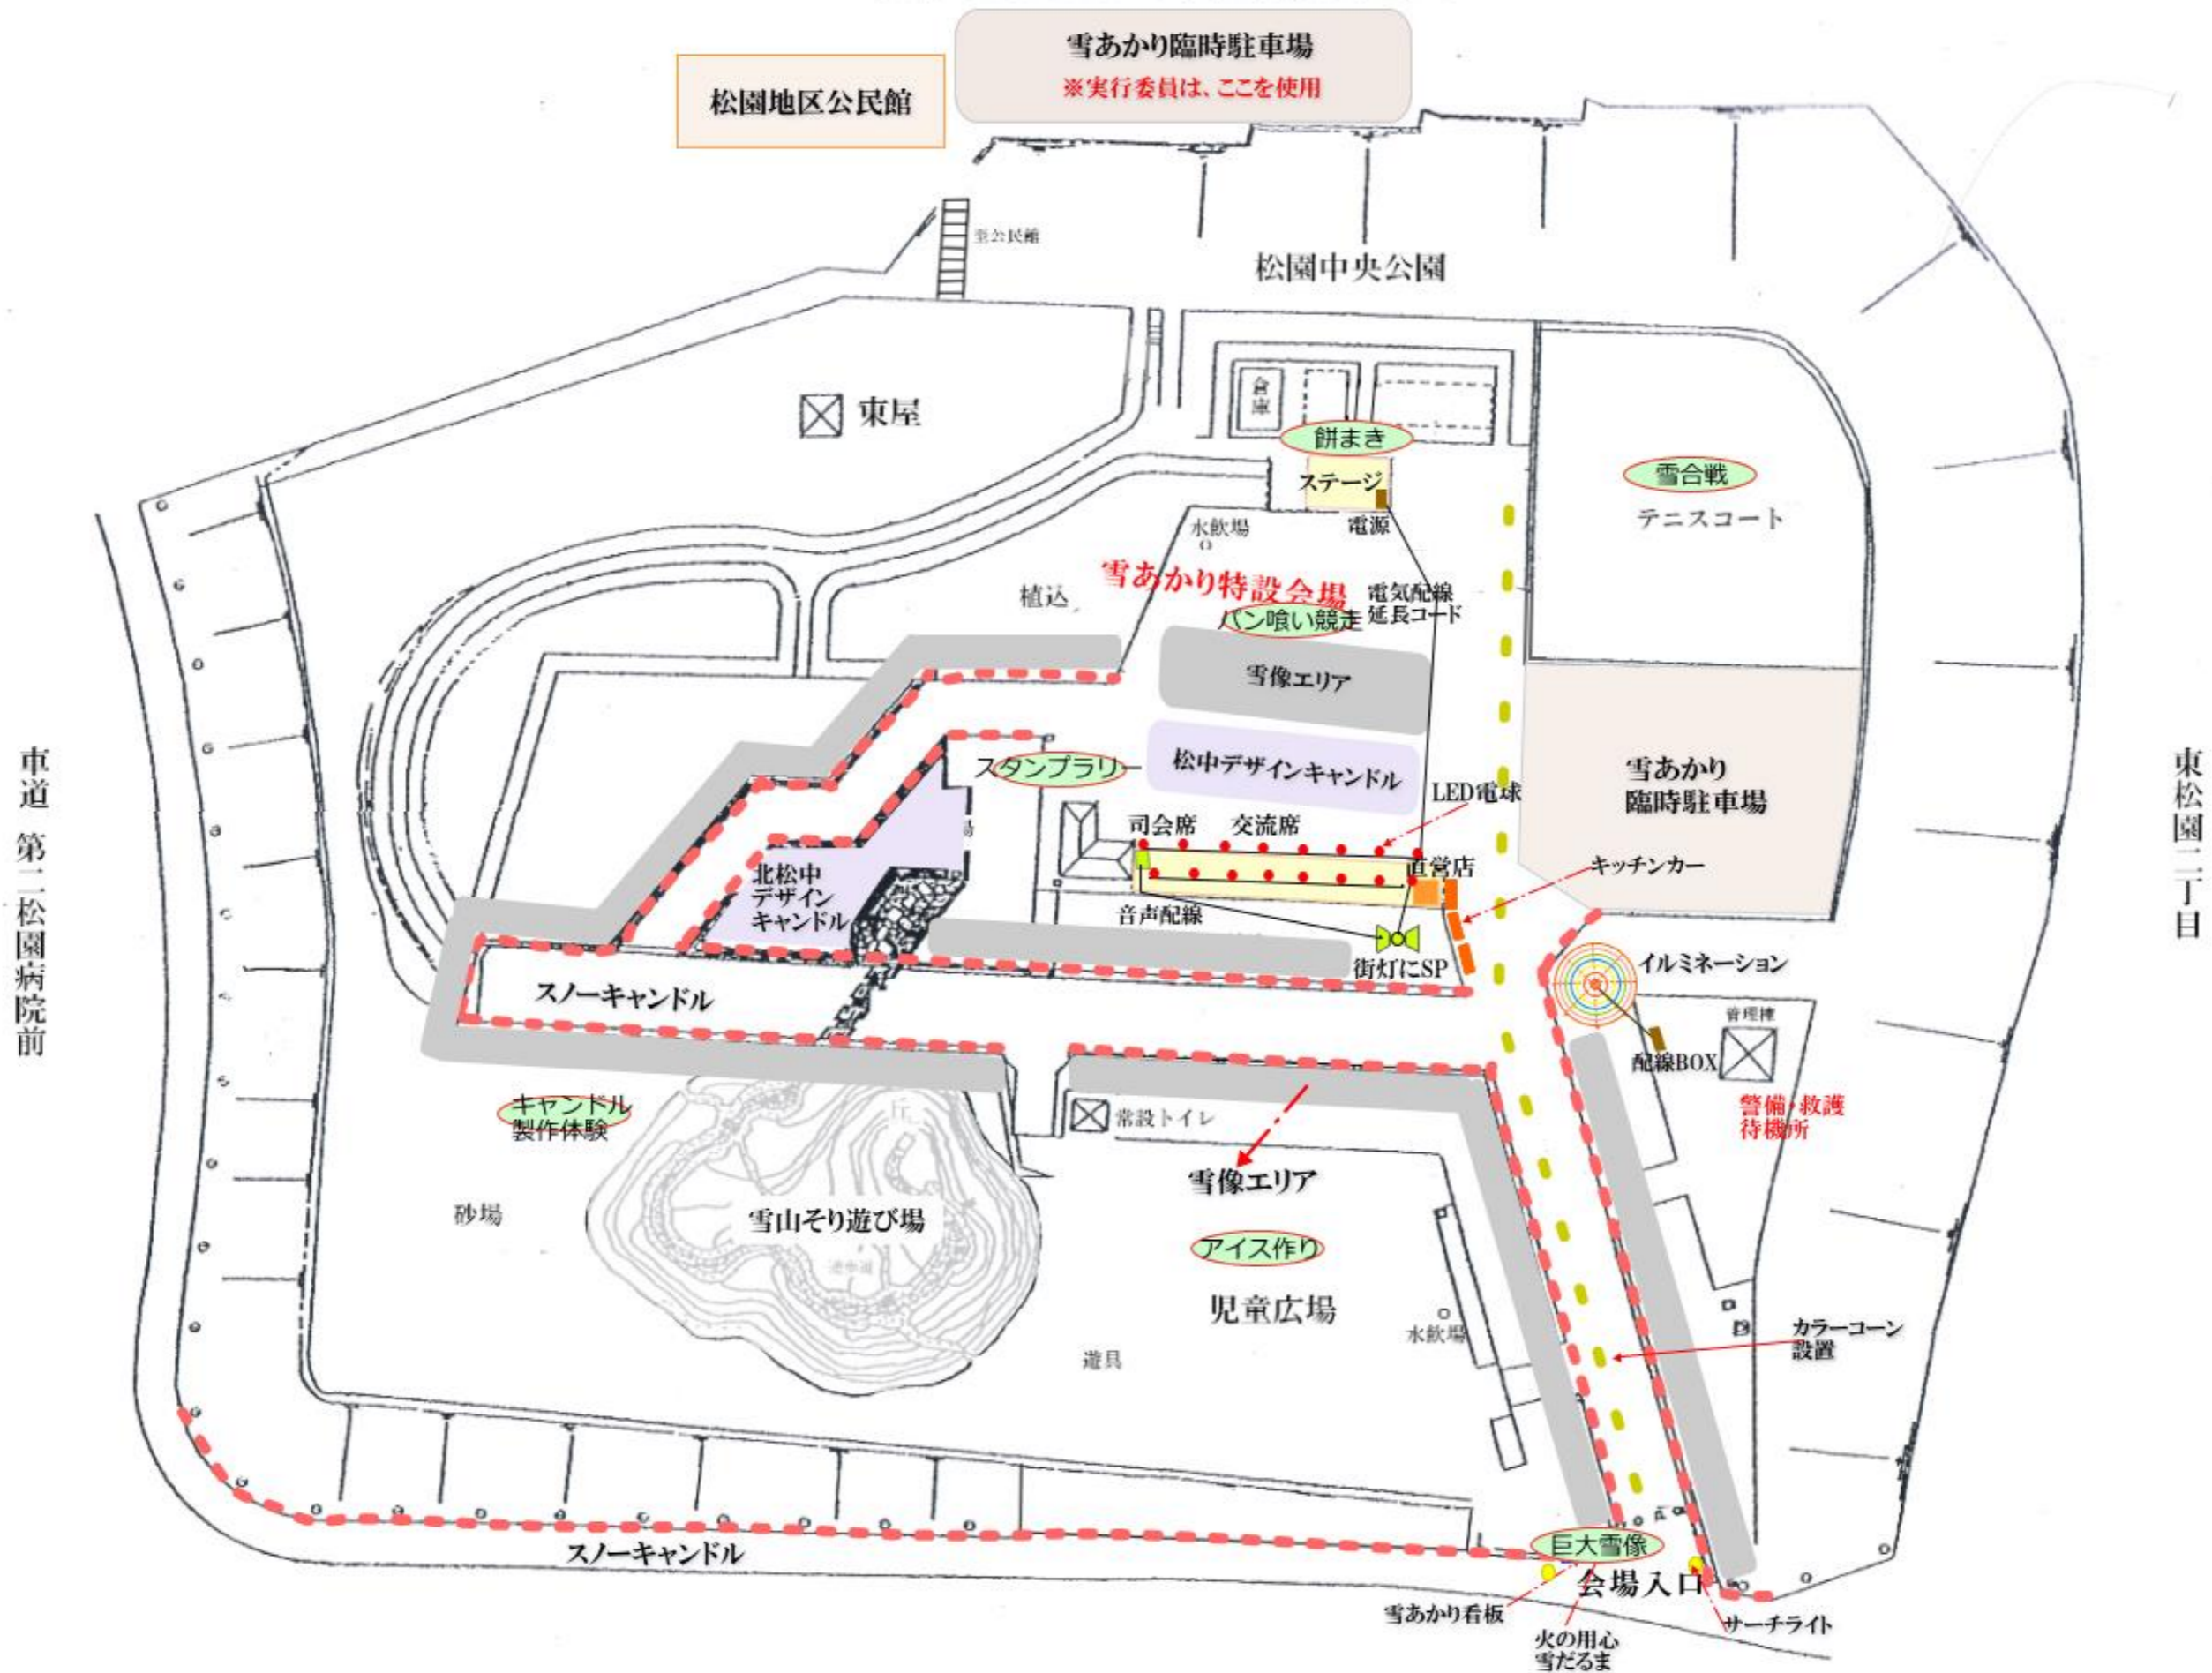 雪あかり臨時駐車場
※実行委員は、ここを使用
松園地区公民館
至公民館
松園中央公園
東屋
倉庫
餅まき
ステージ
電源
雪合戦
テニスコート
水飲場
雪あかり特設会場
植込
パン喰い競走
電気配線
延長コード
雪像エリア
松中デザインキャンドル
スタンプラリー
LED電球
雪あかり
臨時駐車場
車道 第二松園病院前
東松園二丁目
司会席
交流席
直営店
キッチンカー
北松中
デザイン
キャンドル
音声配線
街灯にSP
イルミネーション
スノーキャンドル
管理棟
配線BOX
キャンドル
製作体験
丘
常設トイレ
警備・救護
待機所
雪像エリア
砂場
雪山そり遊び場
アイス作り
児童広場
水飲場
遊具
カラーコーン
設置
スノーキャンドル
巨大雪像
会場入口
雪あかり看板
サーチライト
火の用心
雪だるま